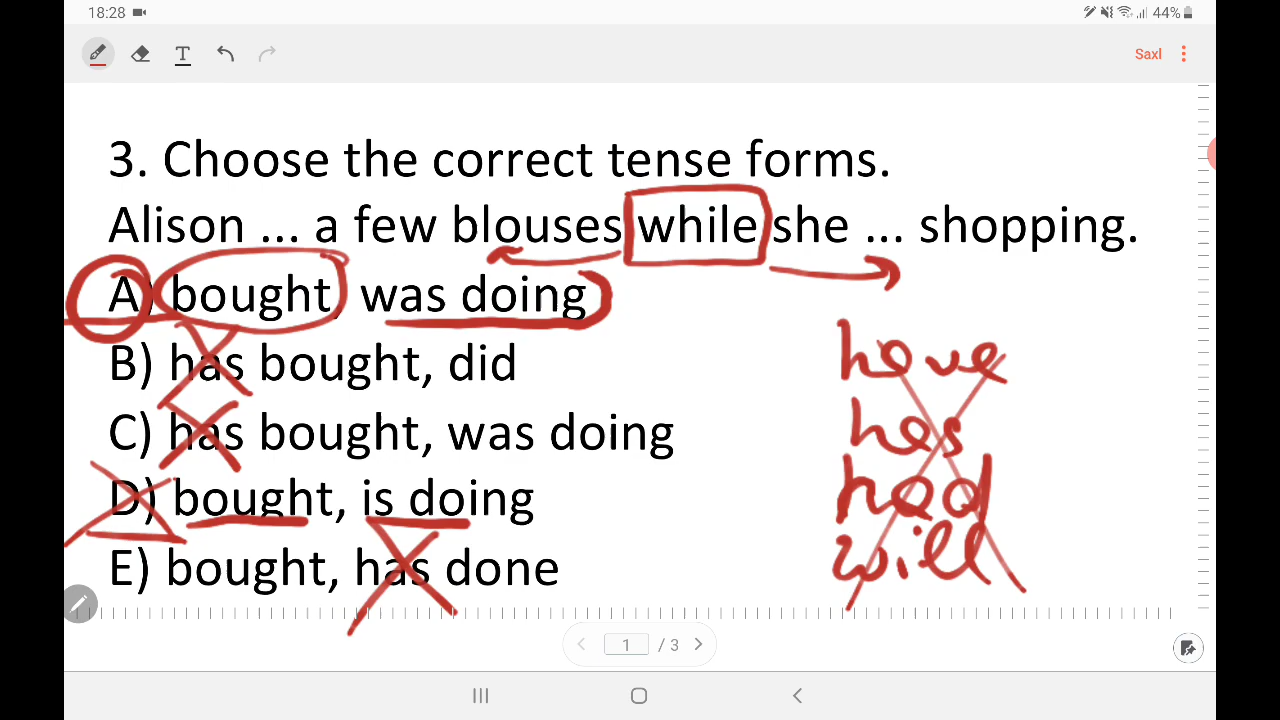 18:28
44%
T
Saxl
3. Choose the correct tense forms.
Alison ... a few blouses while she ... shopping.
A) bought, was doing
B) has bought, did
C) has bought, was doing
D) bought, is doing
E) bought, has done
have
has
had
will
1 / 3